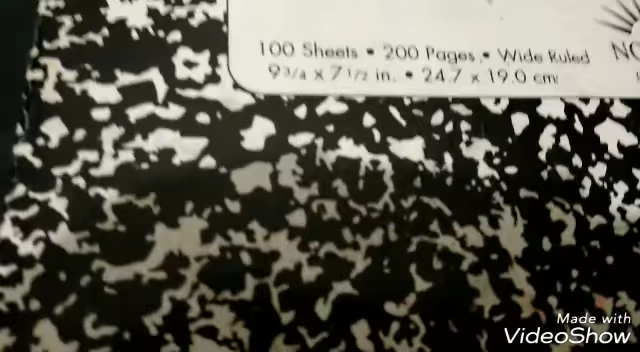 100 Sheets • 200 Pages • Wide Ruled
9 3/4 x 7 1/2 in. • 24.7 x 19.0 cm
Made with
VideoShow